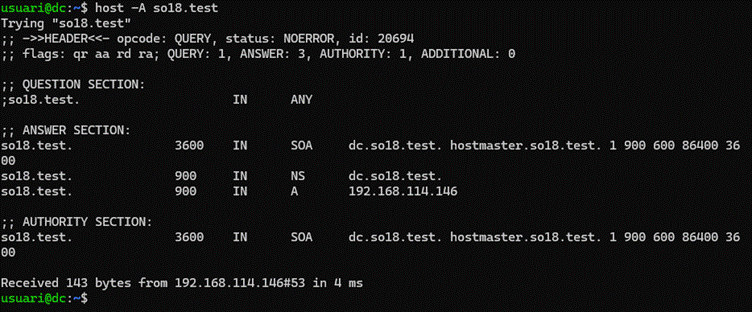 usuari@dc:~$ host -A so18.test
Trying "so18.test"
;; ->>HEADER<<- opcode: QUERY, status: NOERROR, id: 20694
;; flags: qr aa rd ra; QUERY: 1, ANSWER: 3, AUTHORITY: 1, ADDITIONAL: 0
;; QUESTION SECTION:
;so18.test. IN ANY
;; ANSWER SECTION:
so18.test. 3600 IN SOA dc.so18.test. hostmaster.so18.test. 1 900 600 86400 36
00
so18.test. 900 IN NS dc.so18.test.
so18.test. 900 IN A 192.168.114.146
;; AUTHORITY SECTION:
so18.test. 3600 IN SOA dc.so18.test. hostmaster.so18.test. 1 900 600 86400 36
00
Received 143 bytes from 192.168.114.146#53 in 4 ms
usuari@dc:~$